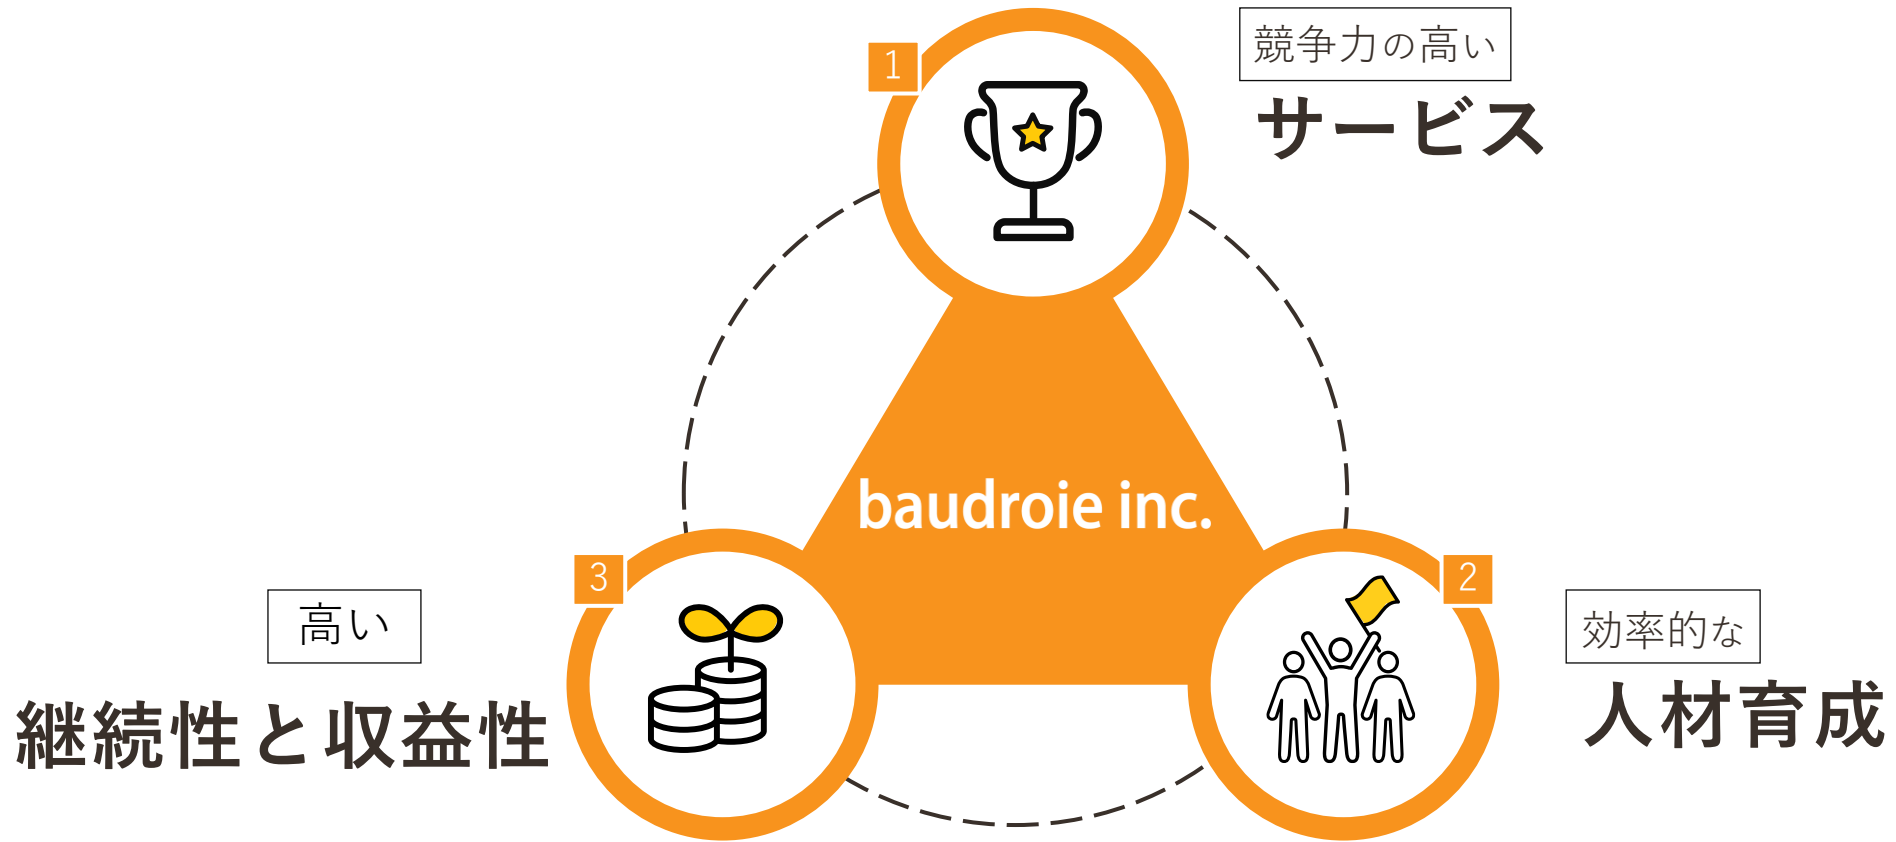 1
競争力の高い
サービス
baudroie inc.
2
効率的な
人材育成
3
高い
継続性と収益性